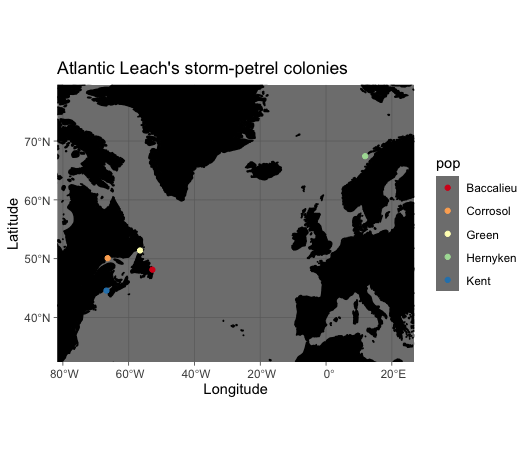 Atlantic Leach's storm-petrel colonies
70°N
60°N
50°N
40°N
Latitude
80°W
60°W
40°W
20°W
0°
20°E
Longitude
pop
Baccalieu
Corrosol
Green
Hernyken
Kent